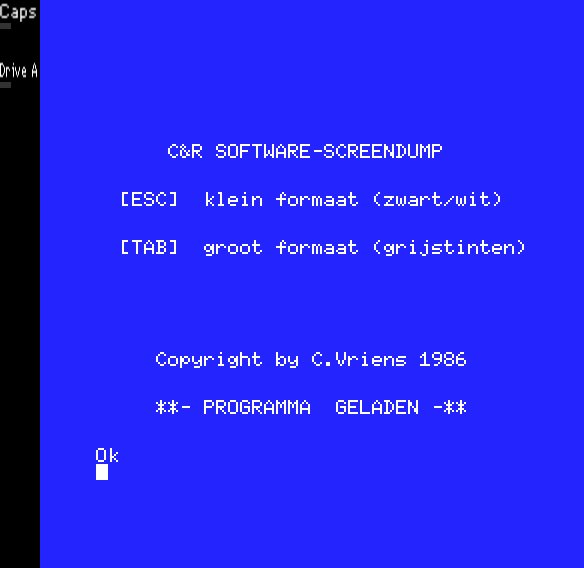 Caps
Drive A
C&R SOFTWARE-SCREENDUMP
[ESC]  klein formaat (zwart/wit)
[TAB]  groot formaat (grijstinten)
Copyright by C.Vriens 1986
**- PROGRAMMA  GELADEN -**
Ok